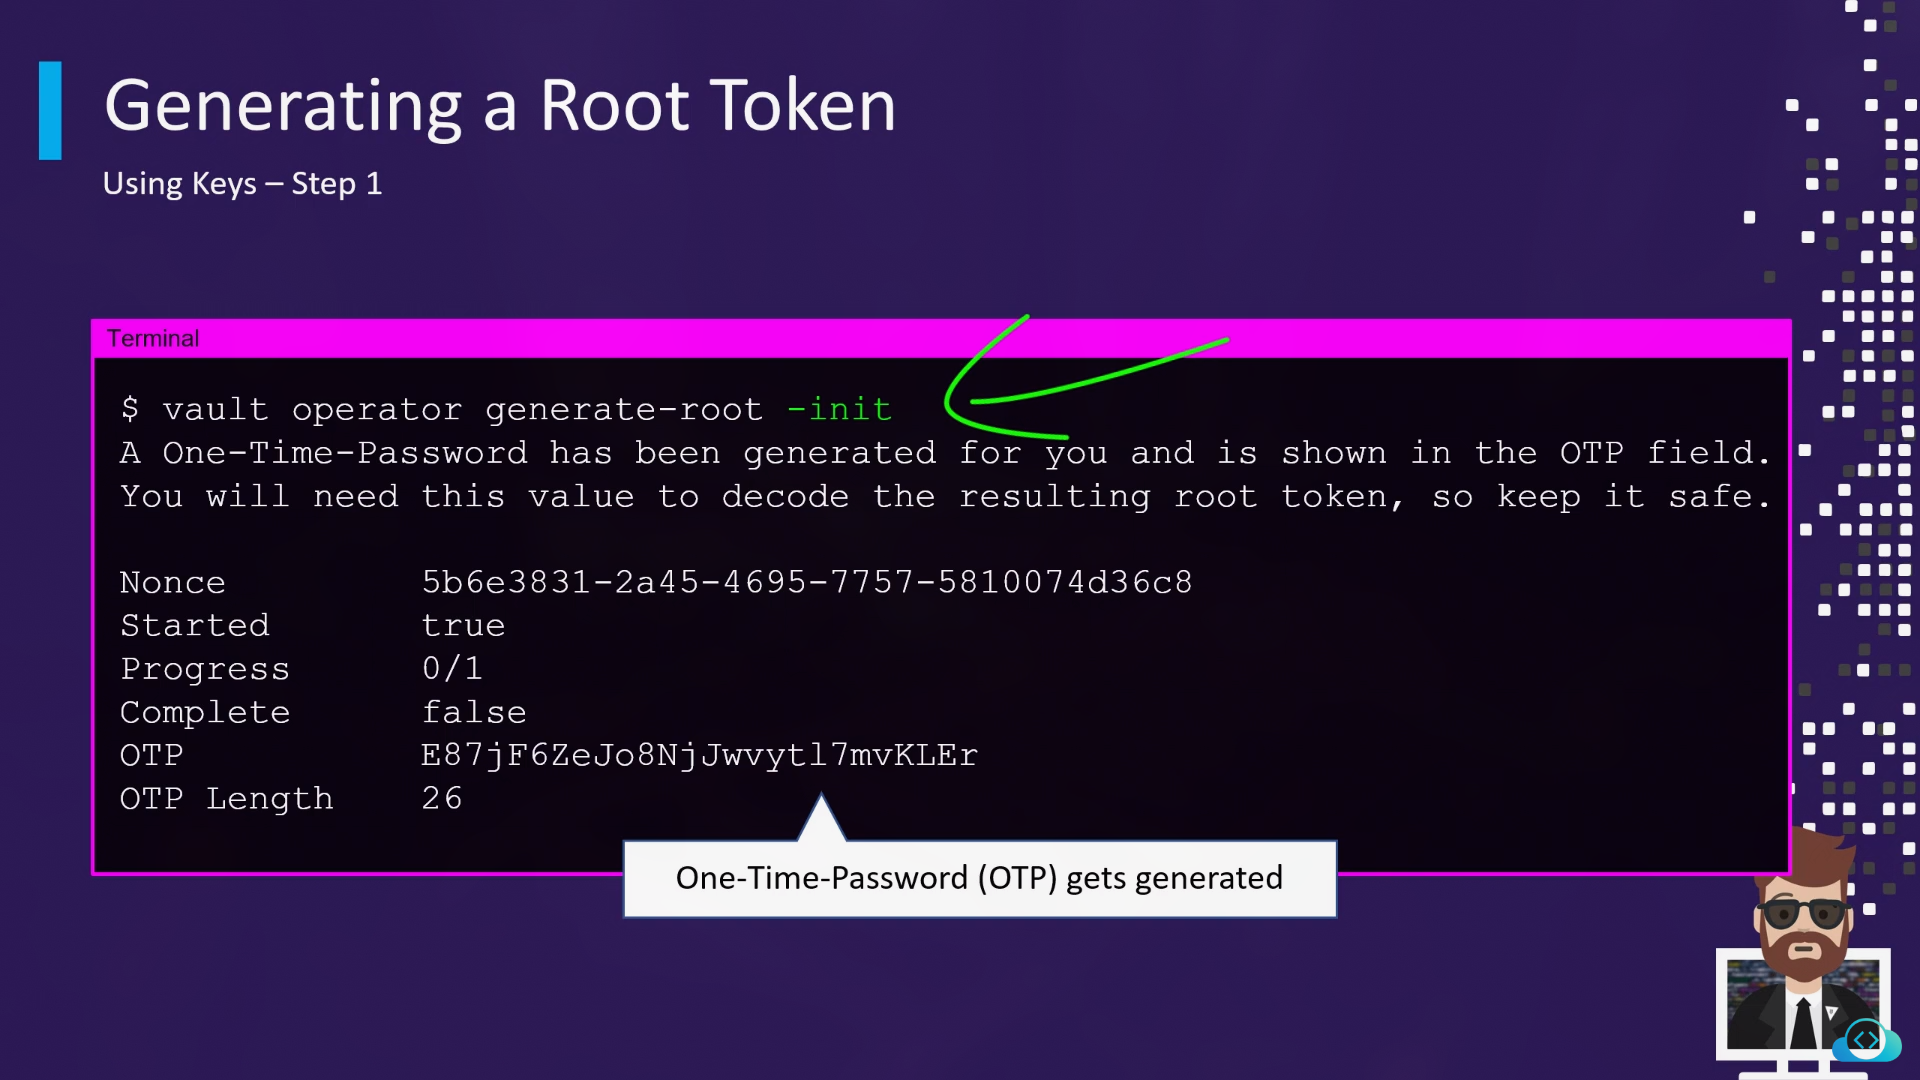 Generating a Root Token
Using Keys – Step 1
Terminal
$ vault operator generate-root -init
A One-Time-Password has been generated for you and is shown in the OTP field.
You will need this value to decode the resulting root token, so keep it safe.
Nonce 5b6e3831-2a45-4695-7757-5810074d36c8
Started true
Progress 0/1
Complete false
OTP E87jF6ZeJo8NjJwvytl7mvKLEr
OTP Length 26
One-Time-Password (OTP) gets generated